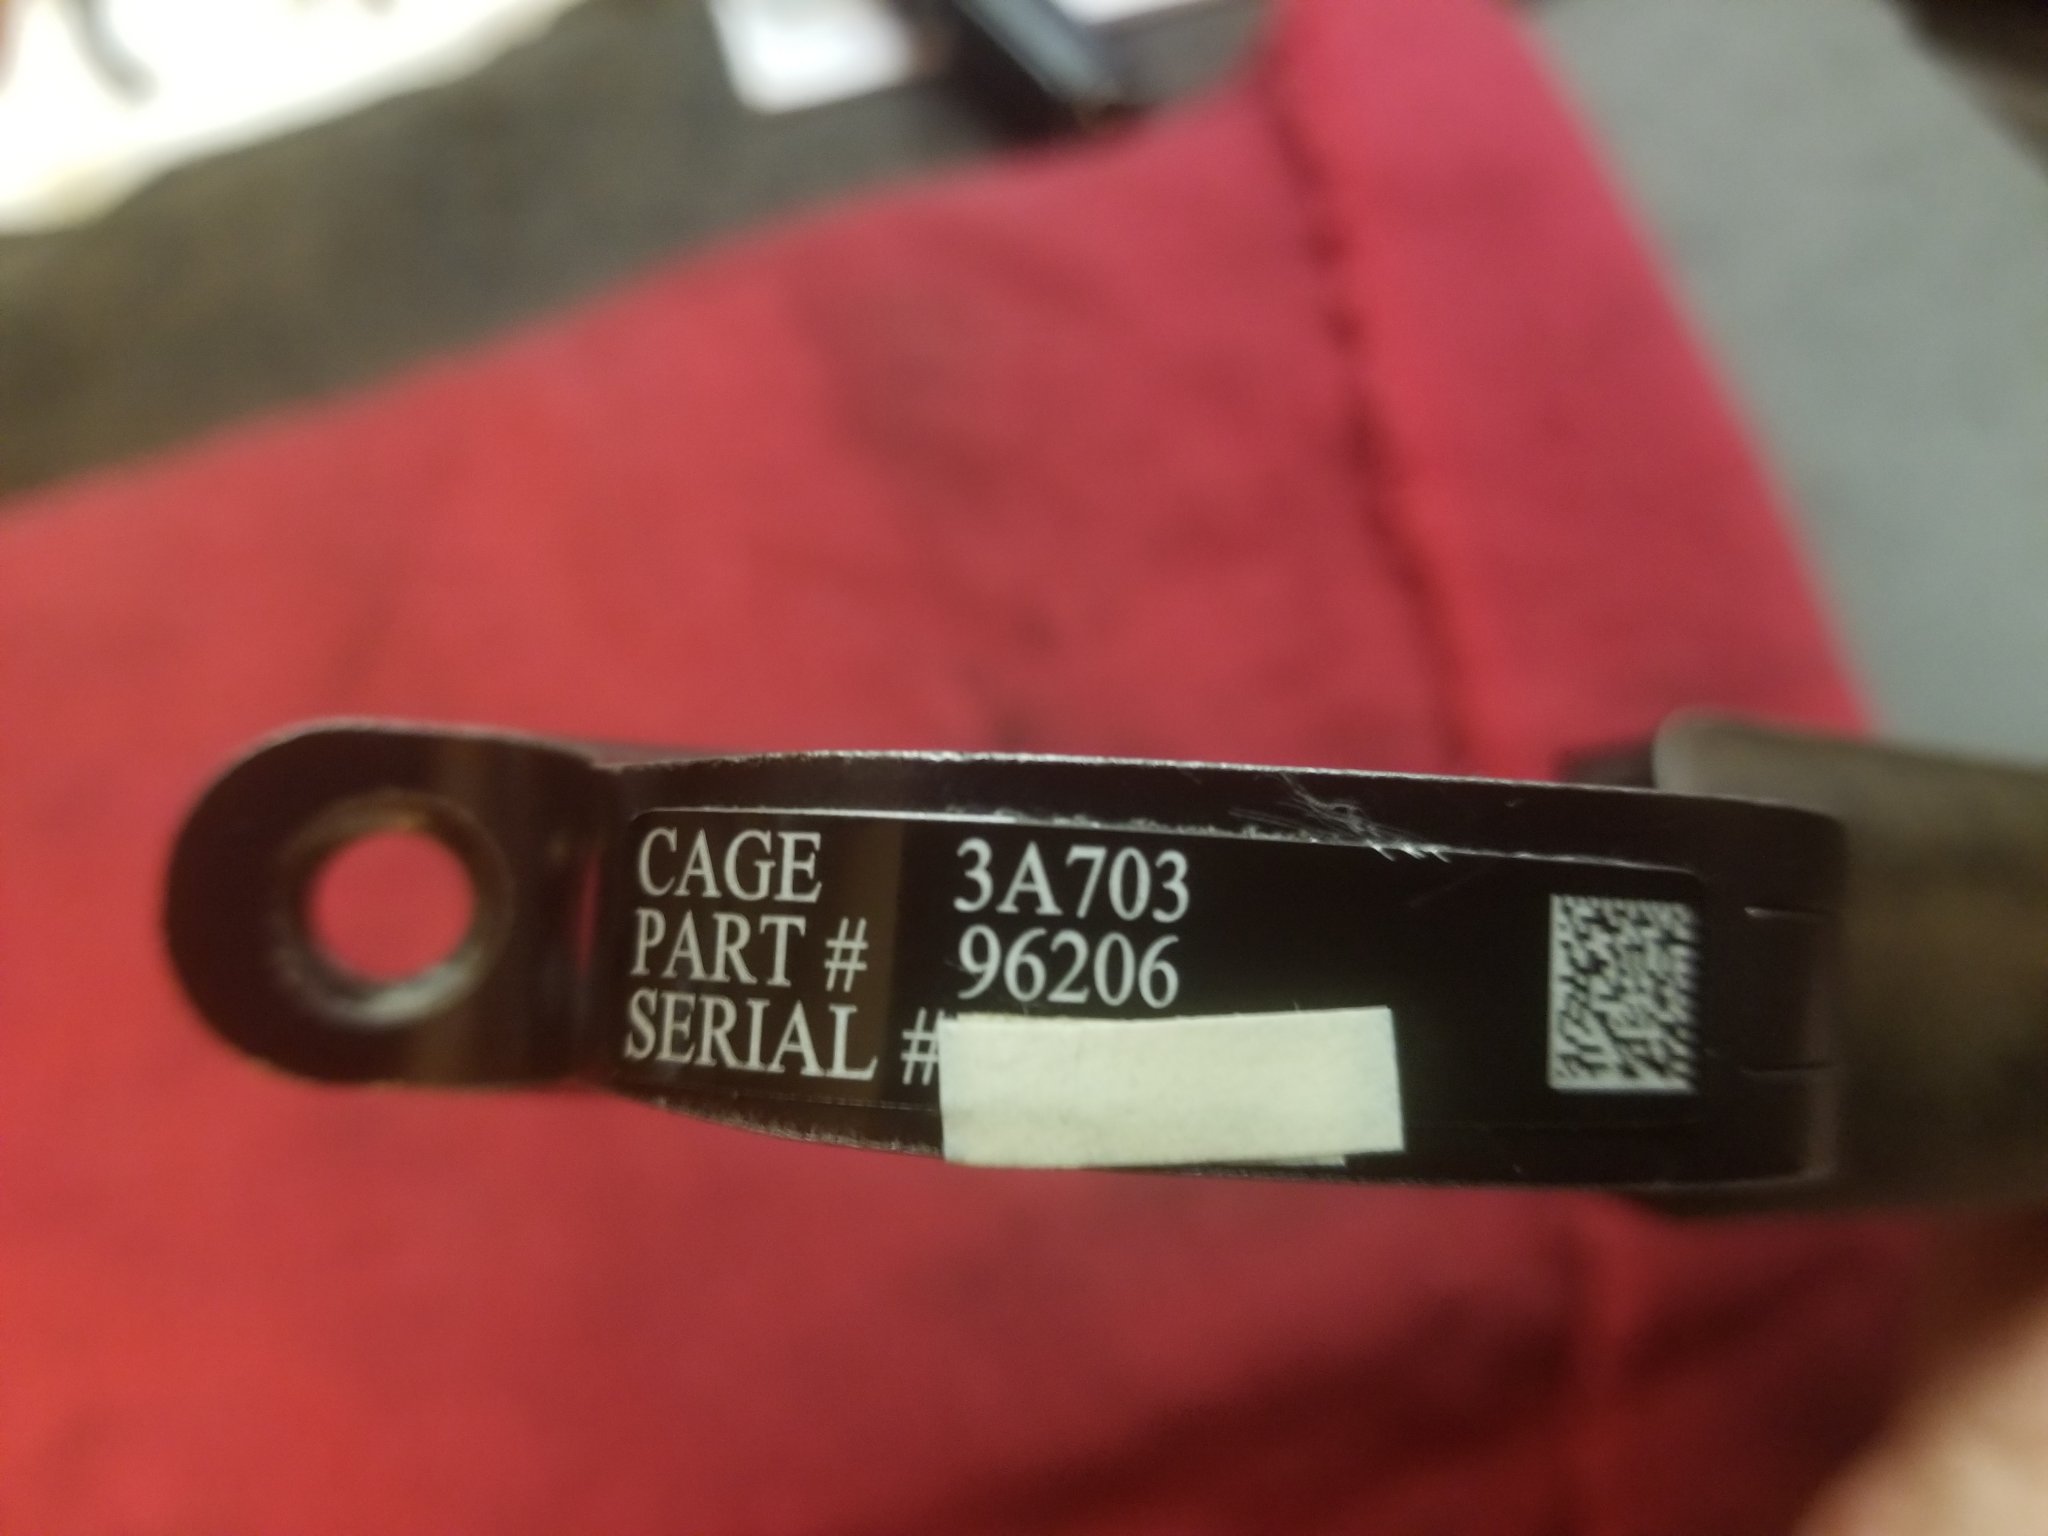 CAGE 3A703
PART # 96206
SERIAL #